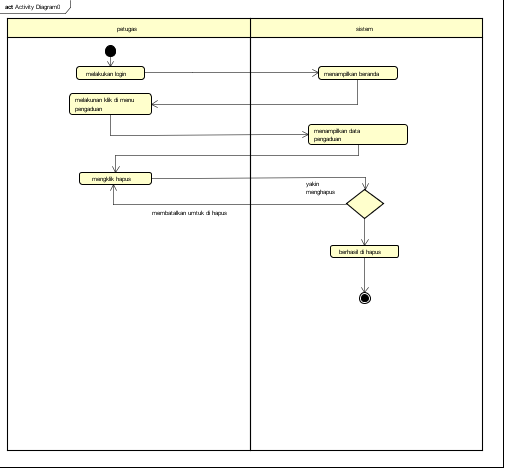 act Activity Diagram0
petugas
sistem
melakukan login
menampilkan beranda
melakunan klik di menu
pengaduan
menampilkan data
pengaduan
mengklik hapus
yakin
menghapus
membatalkan umtuk di hapus
berhasil di hapus